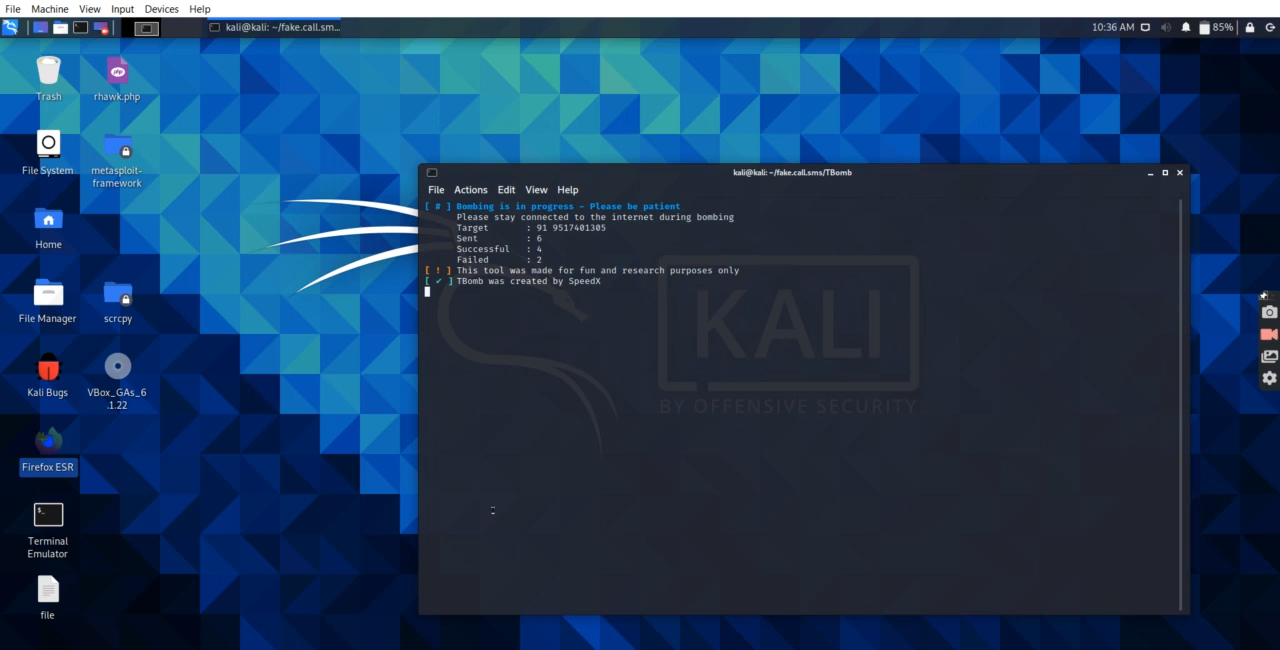 File Machine View Input Devices Help
kali@kali: ~/fake.call.sm...
10:36 AM
85%
Trash
rhawk.php
php
File System
metasploit-
framework
Home
File Manager
scrcpy
Kali Bugs
VBox_GAs_6
.1.22
Firefox ESR
$_
Terminal
Emulator
file
kali@kali: ~/fake.call.sms/TBomb
File Actions Edit View Help
[ # ] Bombing is in progress - Please be patient
Please stay connected to the internet during bombing
Target : 91 9517401305
Sent : 6
Successful : 4
Failed : 2
[ ! ] This tool was made for fun and research purposes only
[ ✓ ] TBomb was created by SpeedX
KALI
BY OFFENSIVE SECURITY